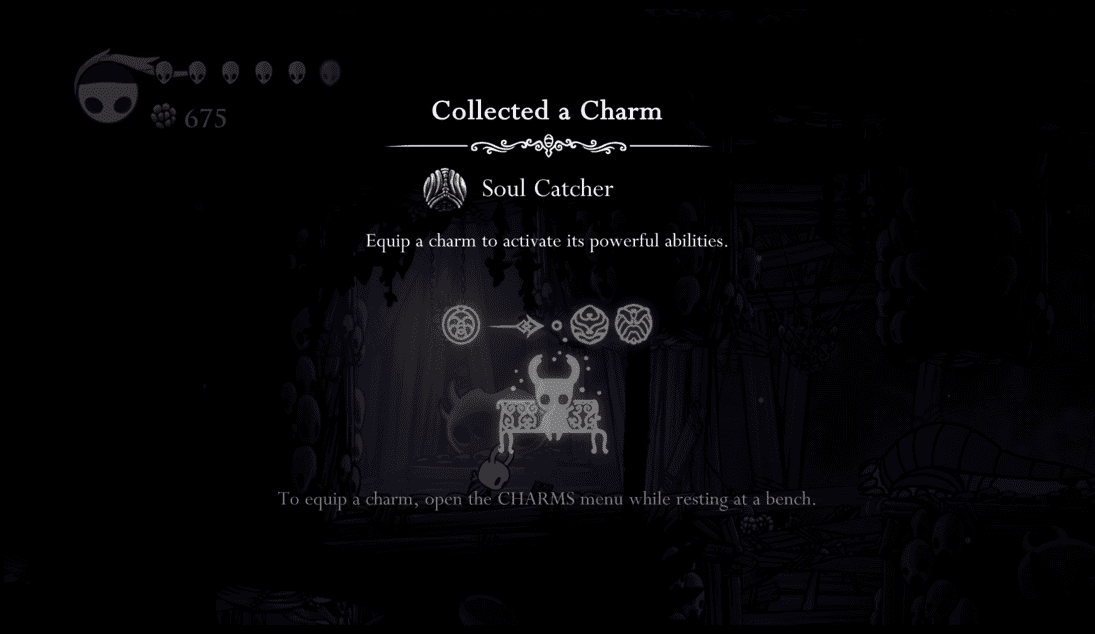 675
Collected a Charm
Soul Catcher
Equip a charm to activate its powerful abilities.
To equip a charm, open the CHARMS menu while resting at a bench.